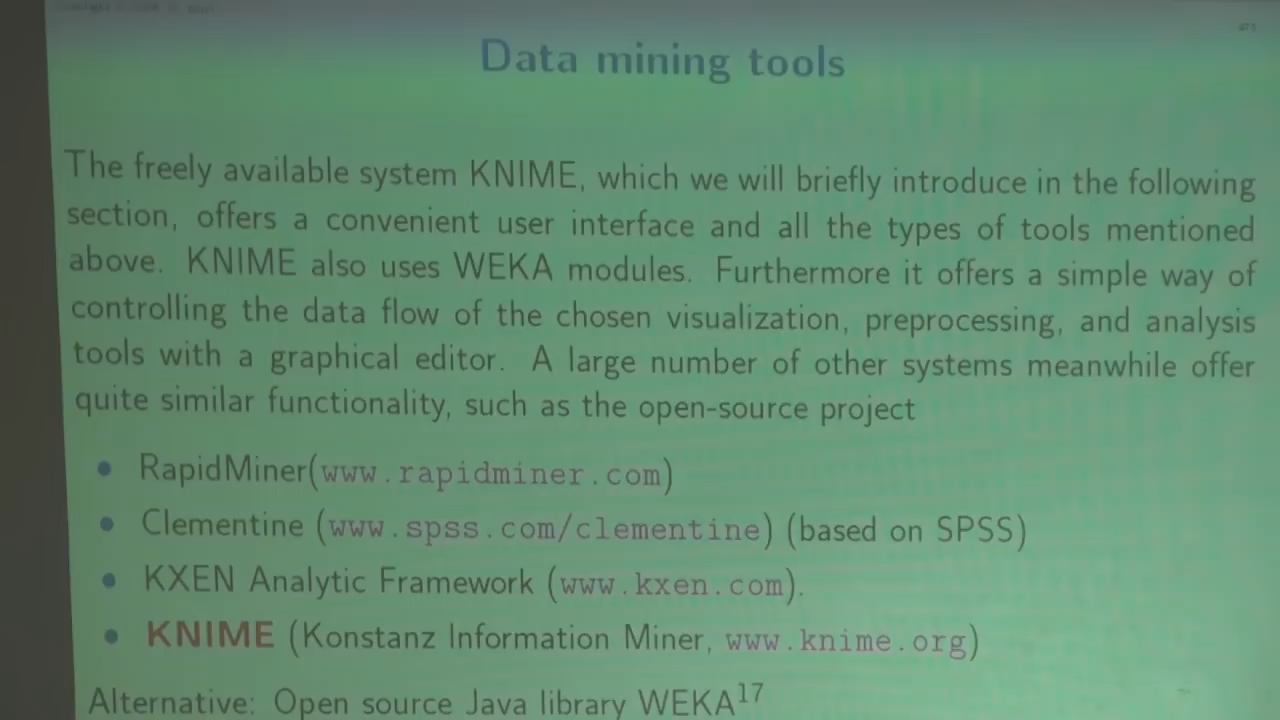 Data mining tools
The freely available system KNIME, which we will briefly introduce in the following
section, offers a convenient user interface and all the types of tools mentioned
above. KNIME also uses WEKA modules. Furthermore it offers a simple way of
controlling the data flow of the chosen visualization, preprocessing, and analysis
tools with a graphical editor. A large number of other systems meanwhile offer
quite similar functionality, such as the open-source project
• RapidMiner(www.rapidminer.com)
• Clementine (www.spss.com/clementine) (based on SPSS)
• KXEN Analytic Framework (www.kxen.com).
• KNIME (Konstanz Information Miner, www.knime.org)
Alternative: Open source Java library WEKA17